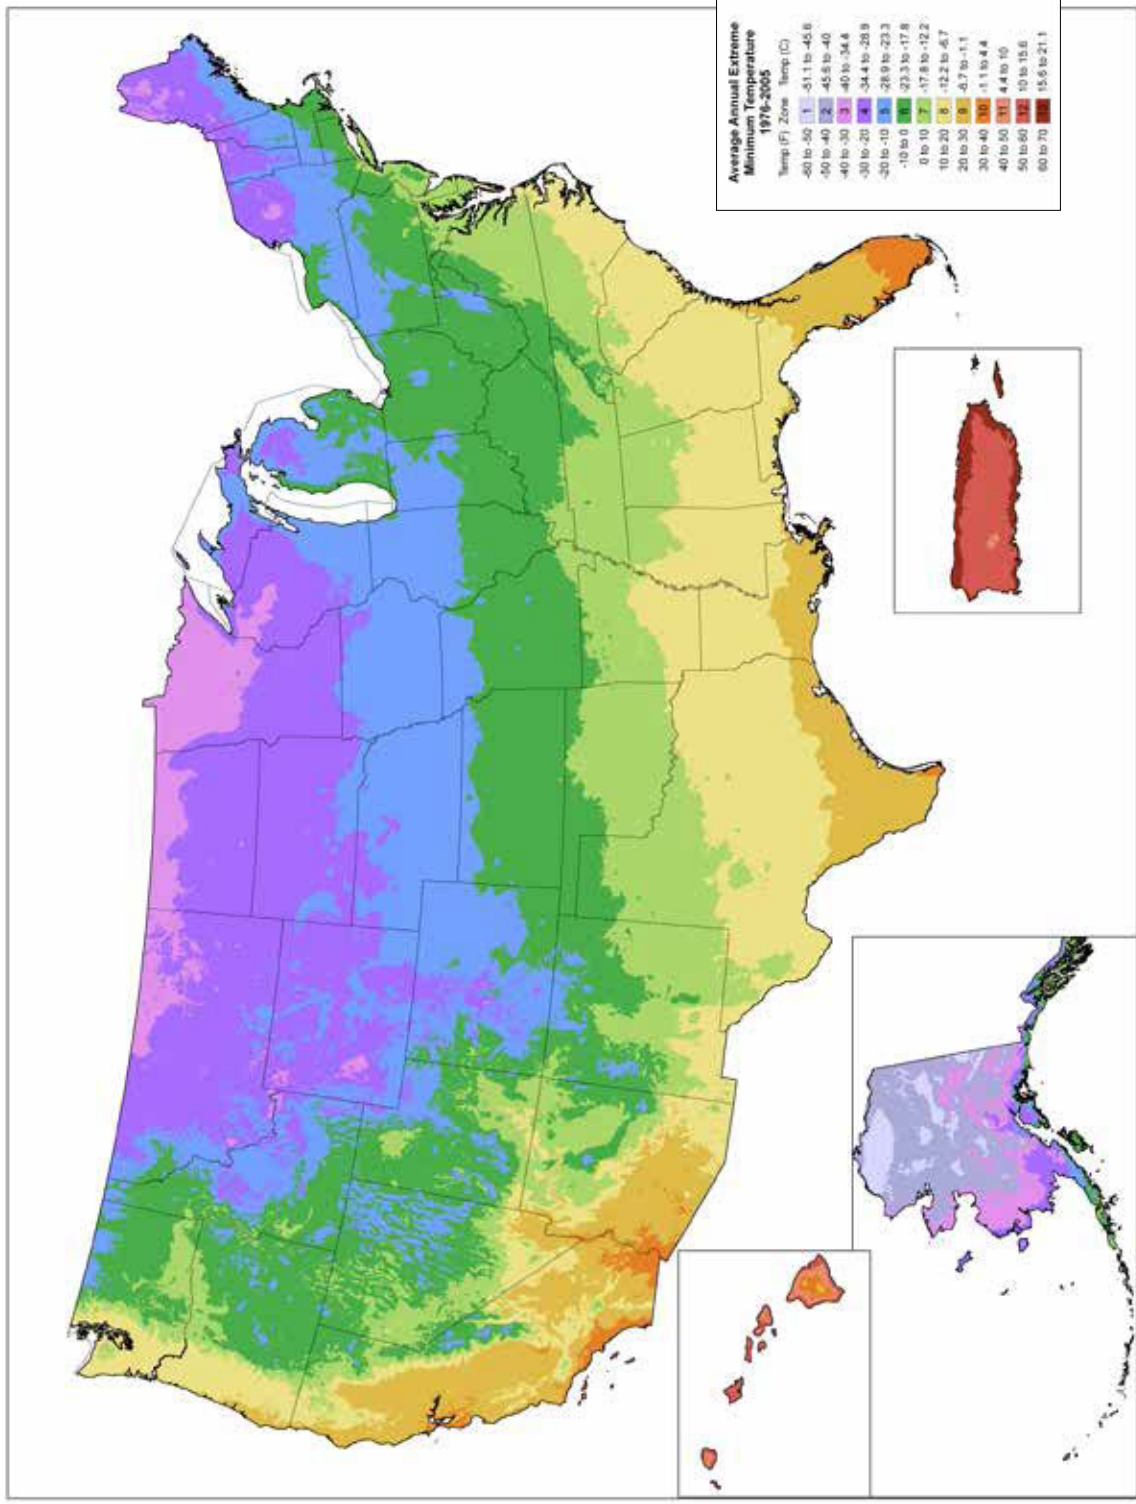 Average Annual Extreme
Minimum Temperature
1976-2005
Temp (F) Zone Temp (C)
-60 to -50 1 -51.1 to -45.6
-50 to -40 2 -45.6 to -40
-40 to -30 3 -40 to -34.4
-30 to -20 4 -34.4 to -28.9
-20 to -10 5 -28.9 to -23.3
-10 to 0 6 -23.3 to -17.8
0 to 10 7 -17.8 to -12.2
10 to 20 8 -12.2 to -6.7
20 to 30 9 -6.7 to -1.1
30 to 40 10 -1.1 to 4.4
40 to 50 11 4.4 to 10
50 to 60 12 10 to 15.6
60 to 70 13 15.6 to 21.1